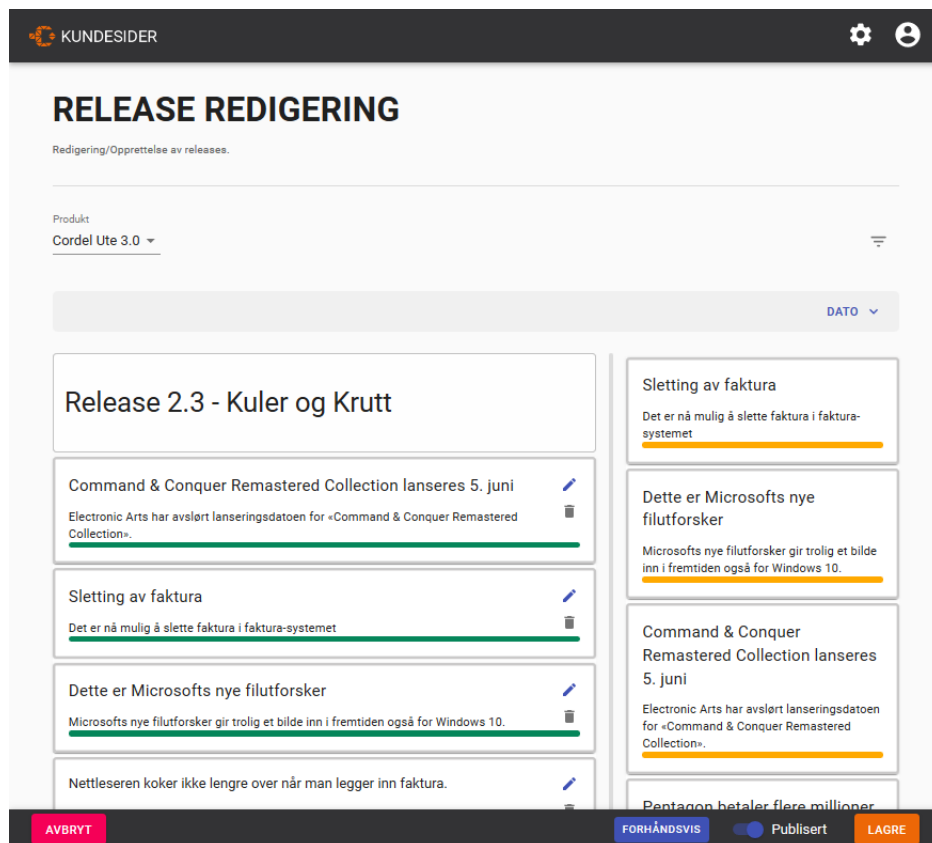 KUNDESIDER
RELEASE REDIGERING
Redigering/Opprettelse av releases.
Produkt
Cordel Ute 3.0
DATO
Release 2.3 - Kuler og Krutt
Command & Conquer Remastered Collection lanseres 5. juni
Electronic Arts har avslørt lanseringsdatoen for «Command & Conquer Remastered
Collection».
Sletting av faktura
Det er nå mulig å slette faktura i faktura-systemet
Dette er Microsofts nye filutforsker
Microsofts nye filutforsker gir trolig et bilde inn i fremtiden også for Windows 10.
Nettleseren koker ikke lengre over når man legger inn faktura.
Sletting av faktura
Det er nå mulig å slette faktura i faktura-
systemet
Dette er Microsofts nye
filutforsker
Microsofts nye filutforsker gir trolig et bilde
inn i fremtiden også for Windows 10.
Command & Conquer
Remastered Collection lanseres
5. juni
Electronic Arts har avslørt lanseringsdatoen
for «Command & Conquer Remastered
Collection».
Pentagon betaler flere millioner
AVBRYT
FORHÅNDSVIS
Publisert
LAGRE